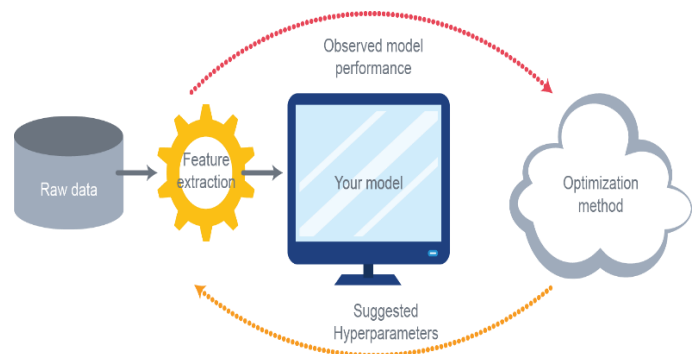 Observed model
performance
Raw data
Feature
extraction
Your model
Optimization
method
Suggested
Hyperparameters